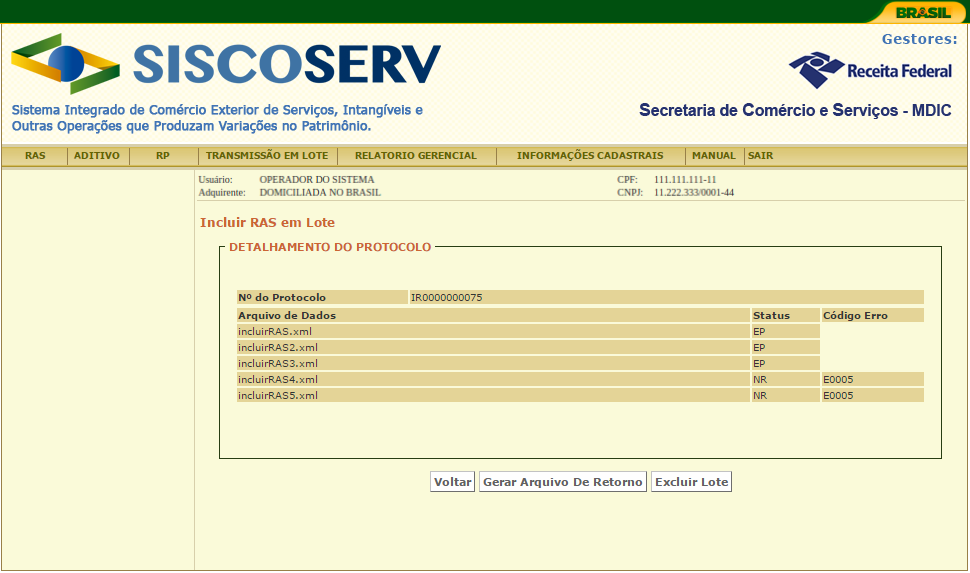 BRASIL
Gestores:
SISCOSERV
Receita Federal
Sistema Integrado de Comércio Exterior de Serviços, Intangíveis e
Outras Operações que Produzam Variações no Patrimônio.
Secretaria de Comércio e Serviços - MDIC
RAS ADITIVO RP TRANSMISSÃO EM LOTE RELATORIO GERENCIAL INFORMAÇÕES CADASTRAIS MANUAL SAIR
Usuário: OPERADOR DO SISTEMA CPF: 111.111.111-11
Adquirente: DOMICILIADA NO BRASIL CNPJ: 11.222.333/0001-44
Incluir RAS em Lote
DETALHAMENTO DO PROTOCOLO
Nº do Protocolo IR0000000075
Arquivo de Dados Status Código Erro
incluirRAS.xml EP
incluirRAS2.xml EP
incluirRAS3.xml EP
incluirRAS4.xml NR E0005
incluirRAS5.xml NR E0005
Voltar Gerar Arquivo De Retorno Excluir Lote